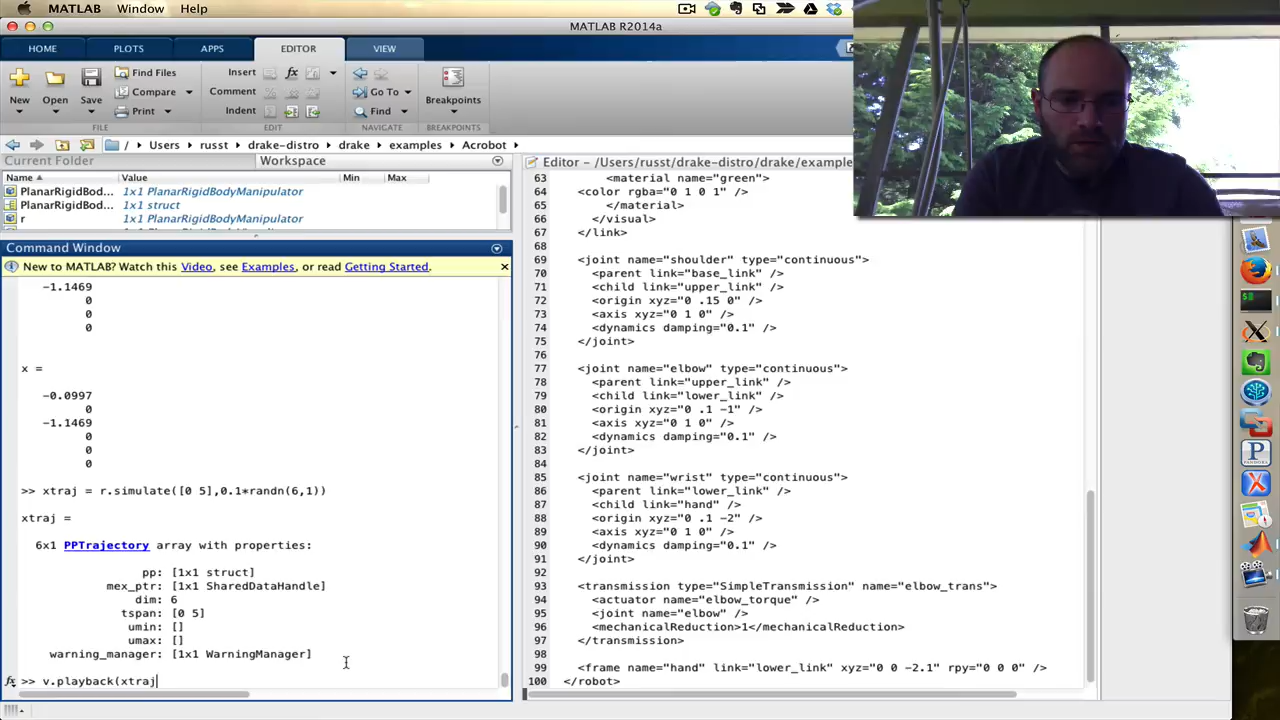 MATLAB Window Help
MATLAB R2014a
HOME PLOTS APPS EDITOR VIEW
New Open Save Find Files Compare Print
Insert Comment Indent
Go To Find Breakpoints
FILE EDIT NAVIGATE BREAKPOINTS
/ Users russt drake-distro drake examples Acrobot
Current Folder Workspace
Name Value Min Max
PlanarRigidBod... 1x1 PlanarRigidBodyManipulator
PlanarRigidBod... 1x1 struct
r 1x1 PlanarRigidBodyManipulator
Command Window
New to MATLAB? Watch this Video, see Examples, or read Getting Started.
-1.1469
0
0
0
x =
-0.0997
0
-1.1469
0
0
0
>> xtraj = r.simulate([0 5],0.1*randn(6,1))
xtraj =
6x1 PPTrajectory array with properties:
pp: [1x1 struct]
mex_ptr: [1x1 SharedDataHandle]
dim: 6
tspan: [0 5]
umin: []
umax: []
warning_manager: [1x1 WarningManager]
fx >> v.playback(xtraj
Editor - /Users/russt/drake-distro/drake/example
63 <material name="green">
64 <color rgba="0 1 0 1" />
65 </material>
66 </visual>
67 </link>
68
69 <joint name="shoulder" type="continuous">
70 <parent link="base_link" />
71 <child link="upper_link" />
72 <origin xyz="0 .15 0" />
73 <axis xyz="0 1 0" />
74 <dynamics damping="0.1" />
75 </joint>
76
77 <joint name="elbow" type="continuous">
78 <parent link="upper_link" />
79 <child link="lower_link" />
80 <origin xyz="0 .1 -1" />
81 <axis xyz="0 1 0" />
82 <dynamics damping="0.1" />
83 </joint>
84
85 <joint name="wrist" type="continuous">
86 <parent link="lower_link" />
87 <child link="hand" />
88 <origin xyz="0 .1 -2" />
89 <axis xyz="0 1 0" />
90 <dynamics damping="0.1" />
91 </joint>
92
93 <transmission type="SimpleTransmission" name="elbow_trans">
94 <actuator name="elbow_torque" />
95 <joint name="elbow" />
96 <mechanicalReduction>1</mechanicalReduction>
97 </transmission>
98
99 <frame name="hand" link="lower_link" xyz="0 0 -2.1" rpy="0 0 0" />
100 </robot>